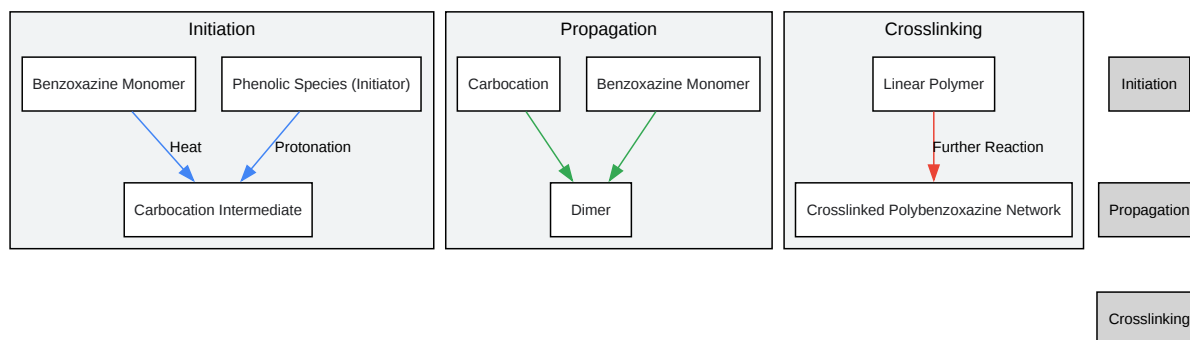 Initiation
Benzoxazine Monomer
Phenolic Species (Initiator)
Heat
Protonation
Carbocation Intermediate
Propagation
Carbocation
Benzoxazine Monomer
Dimer
Crosslinking
Linear Polymer
Further Reaction
Crosslinked Polybenzoxazine Network
Initiation
Propagation
Crosslinking